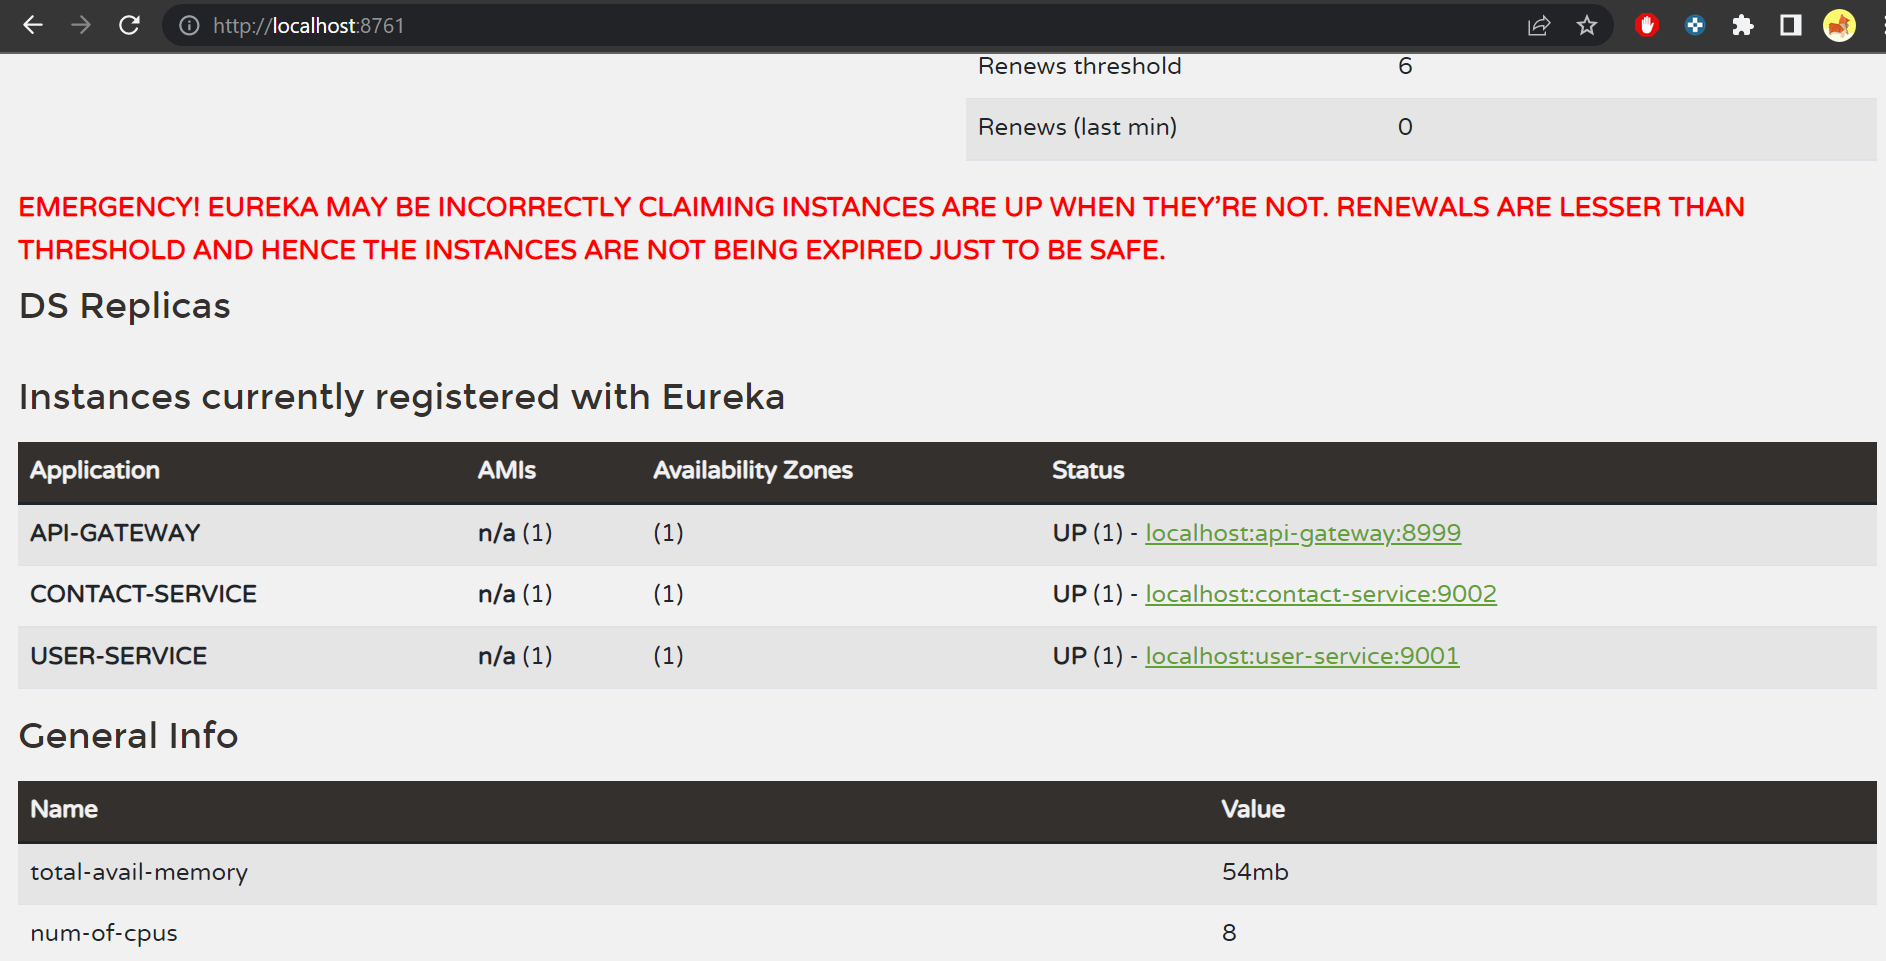 http://localhost:8761
Renews threshold 6
Renews (last min) 0
EMERGENCY! EUREKA MAY BE INCORRECTLY CLAIMING INSTANCES ARE UP WHEN THEY’RE NOT. RENEWALS ARE LESSER THAN
THRESHOLD AND HENCE THE INSTANCES ARE NOT BEING EXPIRED JUST TO BE SAFE.
DS Replicas
Instances currently registered with Eureka
Application AMIs Availability Zones Status
API-GATEWAY n/a (1) (1) UP (1) - localhost:api-gateway:8999
CONTACT-SERVICE n/a (1) (1) UP (1) - localhost:contact-service:9002
USER-SERVICE n/a (1) (1) UP (1) - localhost:user-service:9001
General Info
Name Value
total-avail-memory 54mb
num-of-cpus 8